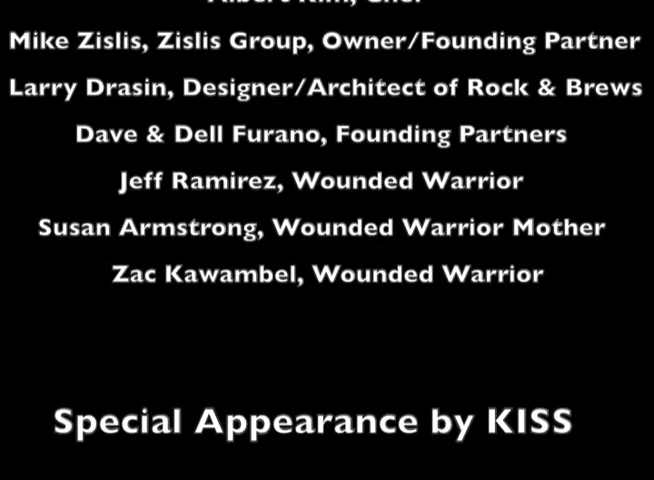 Mike Zislis, Zislis Group, Owner/Founding Partner
Larry Drasin, Designer/Architect of Rock & Brews
Dave & Dell Furano, Founding Partners
Jeff Ramirez, Wounded Warrior
Susan Armstrong, Wounded Warrior Mother
Zac Kawambel, Wounded Warrior
Special Appearance by KISS